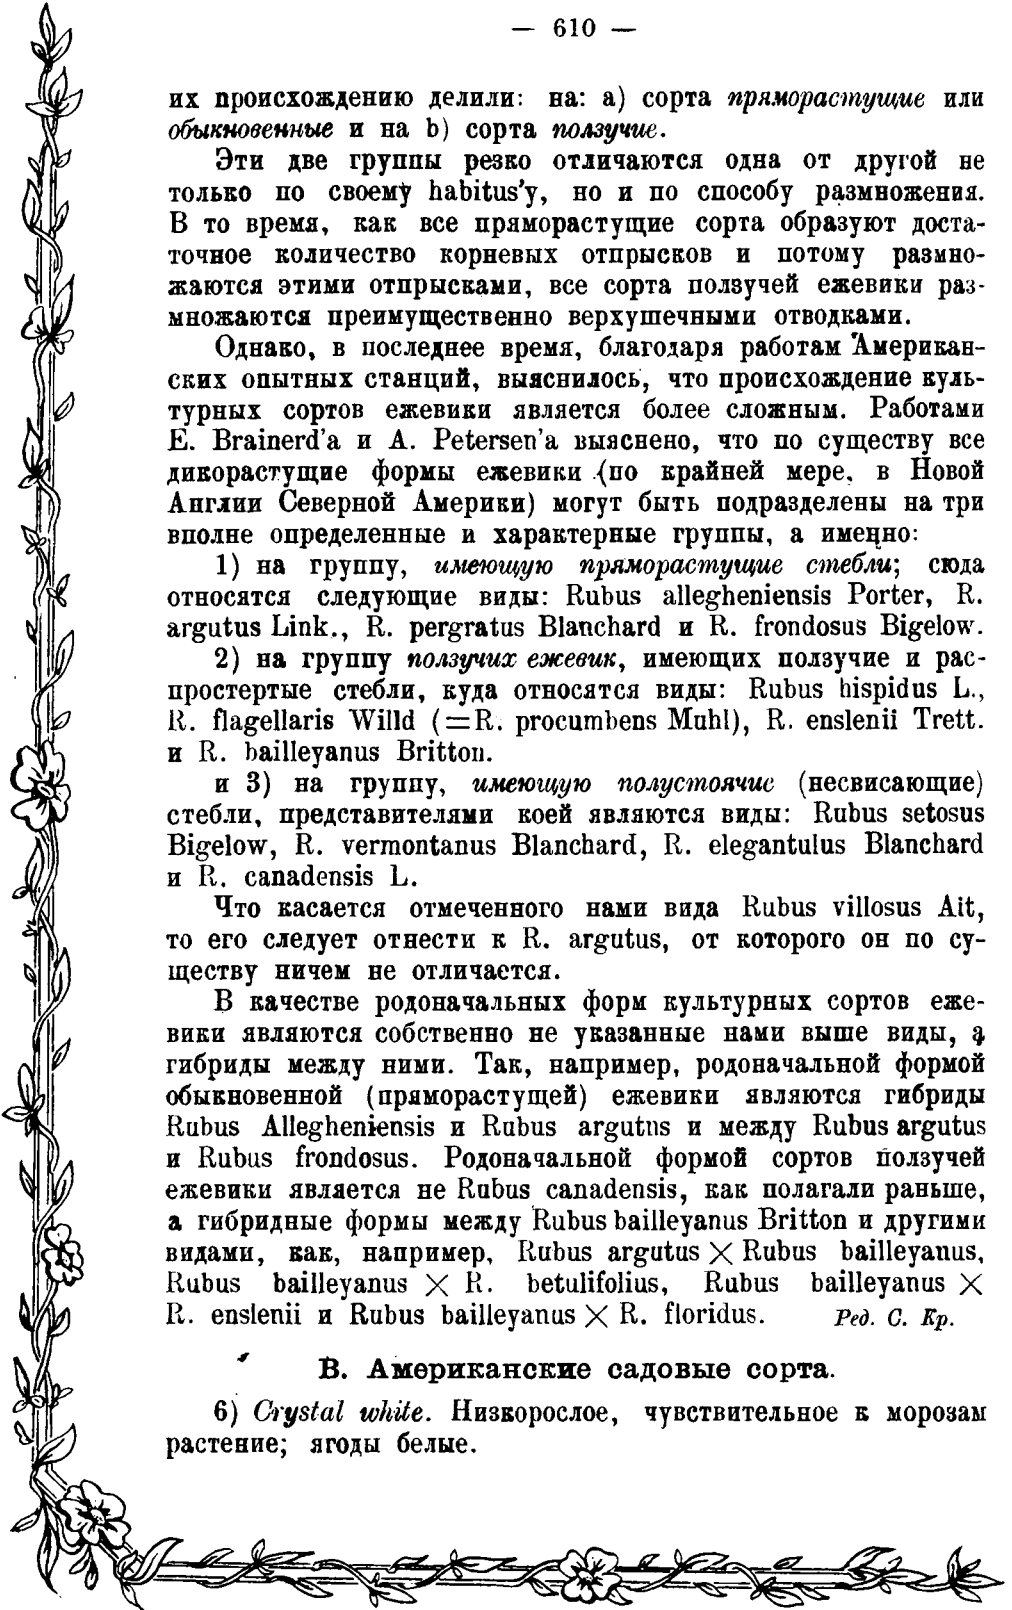 — 610 —
их происхождению делили: на: a) сорта пряморастущие или
обыкновенные и на b) сорта ползучие.
Эти две группы резко отличаются одна от другой не
только по своему habitus'у, но и по способу размножения.
В то время, как все пряморастущие сорта образуют доста-
точное количество корневых отпрысков и потому размно-
жаются этими отпрысками, все сорта ползучей ежевики раз-
множаются преимущественно верхушечными отводками.
Однако, в последнее время, благодаря работам Американ-
ских опытных станций, выяснилось, что происхождение куль-
турных сортов ежевики является более сложным. Работами
E. Brainerd'а и A. Petersen'а выяснено, что по существу все
дикорастущие формы ежевики (по крайней мере, в Новой
Англии Северной Америки) могут быть подразделены на три
вполне определенные и характерные группы, а именно:
1) на группу, имеющую пряморастущие стебли; сюда
относятся следующие виды: Rubus allegheniensis Porter, R.
argutus Link., R. pergratus Blanchard и R. frondosus Bigelow.
2) на группу ползучих ежевик, имеющих ползучие и рас-
простертые стебли, куда относятся виды: Rubus hispidus L.,
R. flagellaris Willd (=R. procumbens Muhl), R. enslenii Trett.
и R. bailleyanus Britton.
и 3) на группу, имеющую полустоячие (несвисающие)
стебли, представителями коей являются виды: Rubus setosus
Bigelow, R. vermontanus Blanchard, R. elegantulus Blanchard
и R. canadensis L.
Что касается отмеченного нами вида Rubus villosus Ait,
то его следует отнести к R. argutus, от которого он по су-
ществу ничем не отличается.
В качестве родоначальных форм культурных сортов еже-
вики являются собственно не указанные нами выше виды, а
гибриды между ними. Так, например, родоначальной формой
обыкновенной (пряморастущей) ежевики являются гибриды
Rubus Allegheniensis и Rubus argutus и между Rubus argutus
и Rubus frondosus. Родоначальной формой сортов ползучей
ежевики является не Rubus canadensis, как полагали раньше,
а гибридные формы между Rubus bailleyanus Britton и другими
видами, как, например, Rubus argutus × Rubus bailleyanus,
Rubus bailleyanus × R. betulifolius, Rubus bailleyanus ×
R. enslenii и Rubus bailleyanus × R. floridus. Ред. С. Кр.
В. Американские садовые сорта.
6) Crystal white. Низкорослое, чувствительное к морозам
растение; ягоды белые.